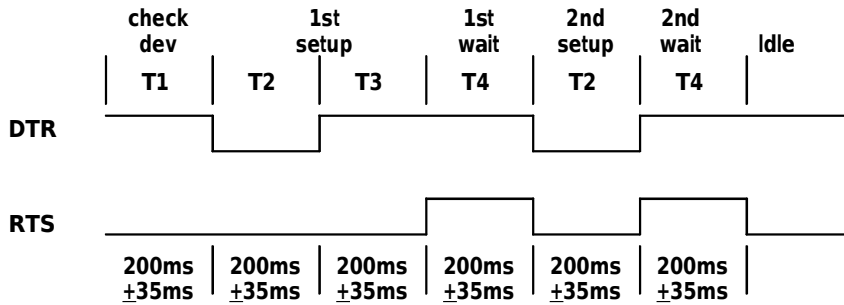 check 1st 1st 2nd 2nd
dev setup wait setup wait Idle
T1 T2 T3 T4 T2 T4
DTR
RTS
200ms 200ms 200ms 200ms 200ms 200ms
±35ms ±35ms ±35ms ±35ms ±35ms ±35ms